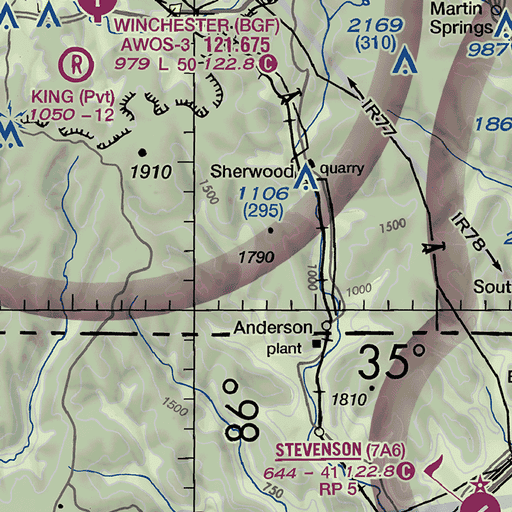 WINCHESTER (BGF)
AWOS-3 121.675
979 L 50 122.8 C
R
KING (Pvt)
1050 - 12
2169
(310)
Martin
Springs
987
IR77
186
1910
Sherwood
quarry
1106
(295)
1500
1500
IR78
1790
1000
1000
Sout
Anderson
plant
35°
86°
1810
1500
STEVENSON (7A6)
644 - 41 122.8 C
RP 5
750